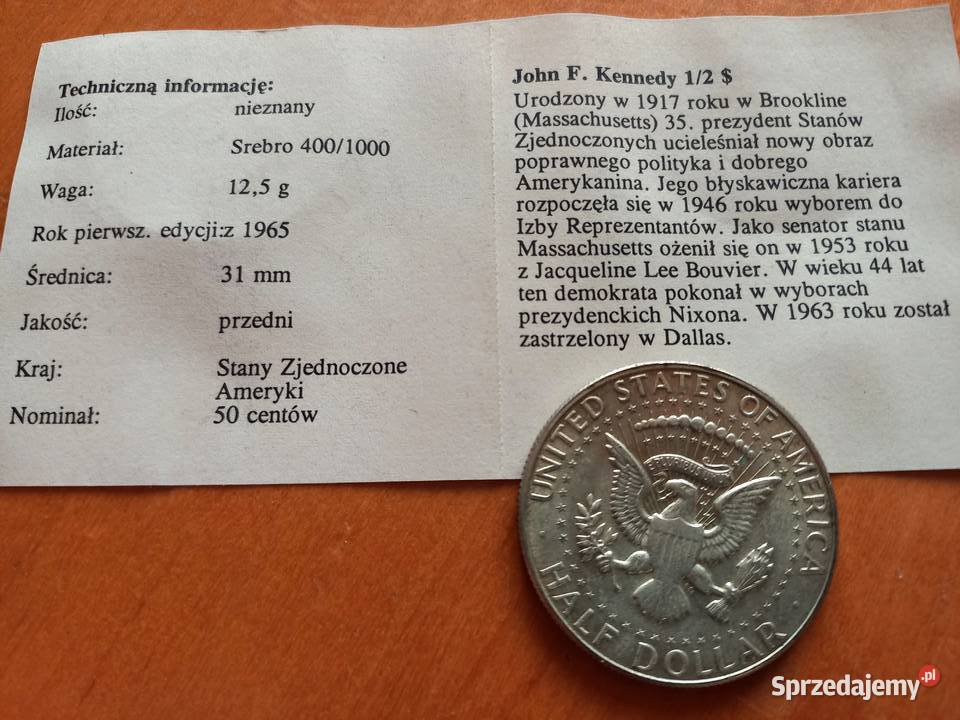 Techniczną informację:
Ilość: nieznany
Materiał: Srebro 400/1000
Waga: 12,5 g
Rok pierwsz. edycji:z 1965
Średnica: 31 mm
Jakość: przedni
Kraj: Stany Zjednoczone
Ameryki
Nominał: 50 centów
John F. Kennedy 1/2 $
Urodzony w 1917 roku w Brookline
(Massachusetts) 35. prezydent Stanów
Zjednoczonych ucieleśniał nowy obraz
poprawnego polityka i dobrego
Amerykanina. Jego błyskawiczna kariera
rozpoczęła się w 1946 roku wyborem do
Izby Reprezentantów. Jako senator stanu
Massachusetts ożenił się on w 1953 roku
z Jacqueline Lee Bouvier. W wieku 44 lat
ten demokrata pokonał w wyborach
prezydenckich Nixona. W 1963 roku został
zastrzelony w Dallas.
UNITED STATES OF AMERICA
HALF DOLLAR
Sprzedajemy.pl